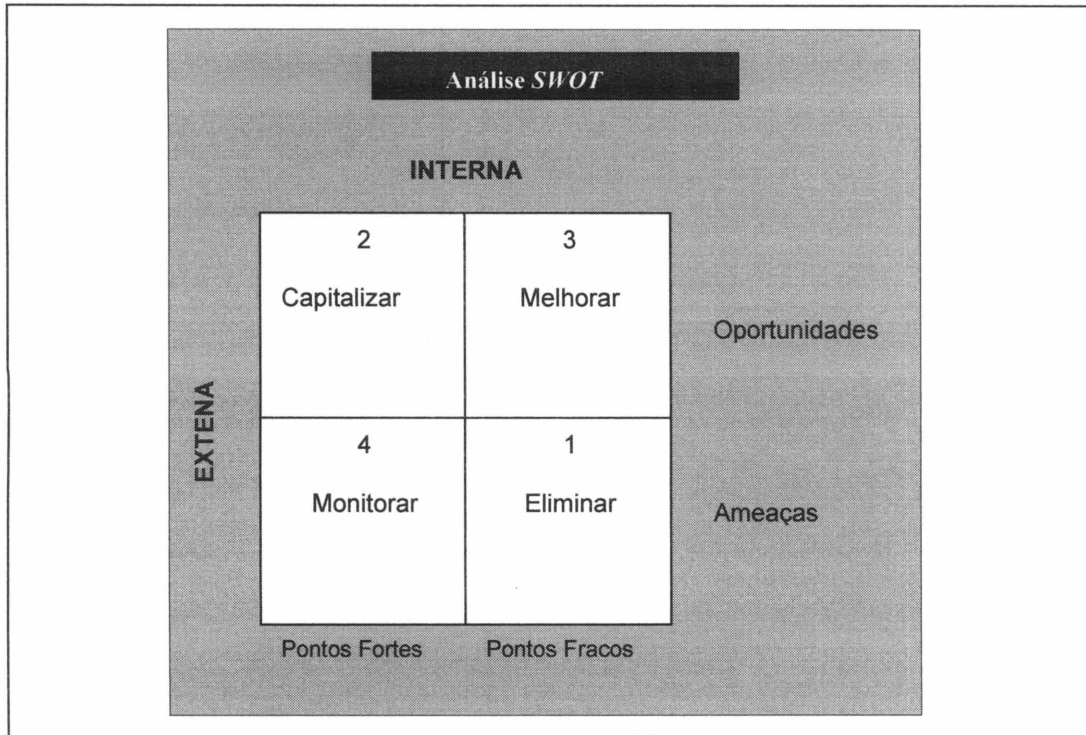 Análise SWOT
INTERNA
2
3
Capitalizar
Melhorar
Oportunidades
EXTENA
4
1
Monitorar
Eliminar
Ameaças
Pontos Fortes
Pontos Fracos